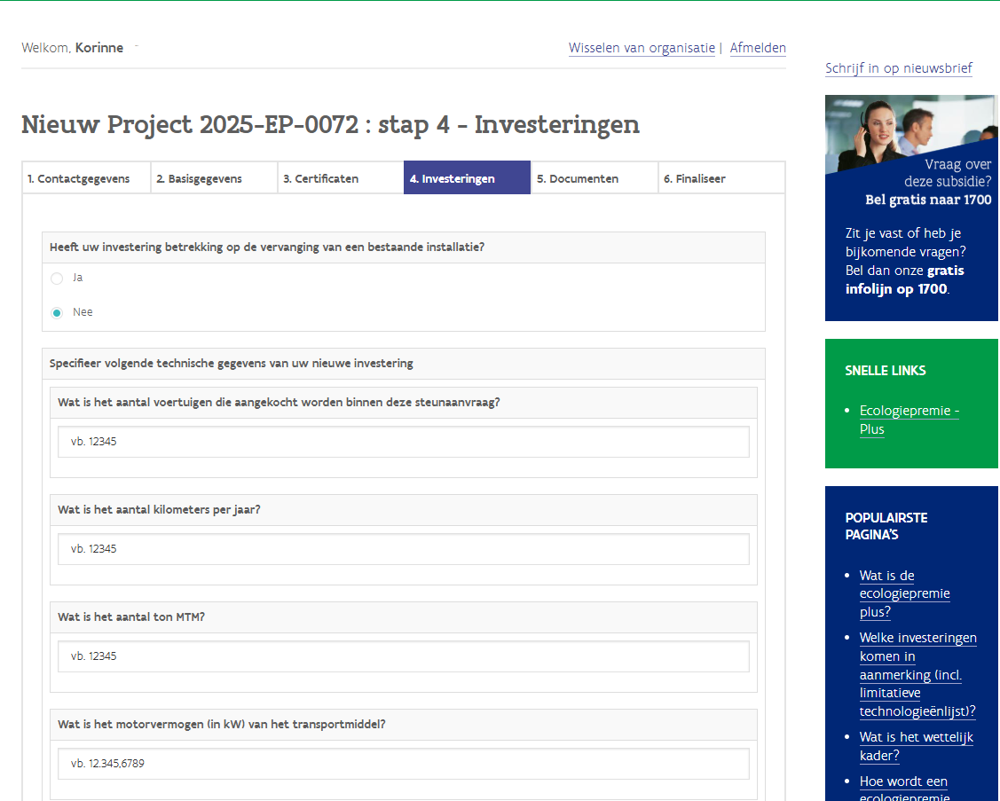 Welkom, Korinne
Wisselen van organisatie | Afmelden
Nieuw Project 2025-EP-0072 : stap 4 - Investeringen
1. Contactgegevens
2. Basisgegevens
3. Certificaten
4. Investeringen
5. Documenten
6. Finaliseer
Heeft uw investering betrekking op de vervanging van een bestaande installatie?
Ja
Nee
Specifieer volgende technische gegevens van uw nieuwe investering
Wat is het aantal voertuigen die aangekocht worden binnen deze steunaanvraag?
vb. 12345
Wat is het aantal kilometers per jaar?
vb. 12345
Wat is het aantal ton MTM?
vb. 12345
Wat is het motorvermogen (in kW) van het transportmiddel?
vb. 12.345,6789
Schrijf in op nieuwsbrief
Vraag over
deze subsidie?
Bel gratis naar 1700
Zit je vast of heb je
bijkomende vragen?
Bel dan onze gratis
infolijn op 1700.
SNELLE LINKS
Ecologiepremie -
Plus
POPULAIRSTE
PAGINA'S
Wat is de
ecologiepremie
plus?
Welke investeringen
komen in
aanmerking (incl.
limitatieve
technologieënlijst)?
Wat is het wettelijk
kader?
Hoe wordt een
ecologiepremie